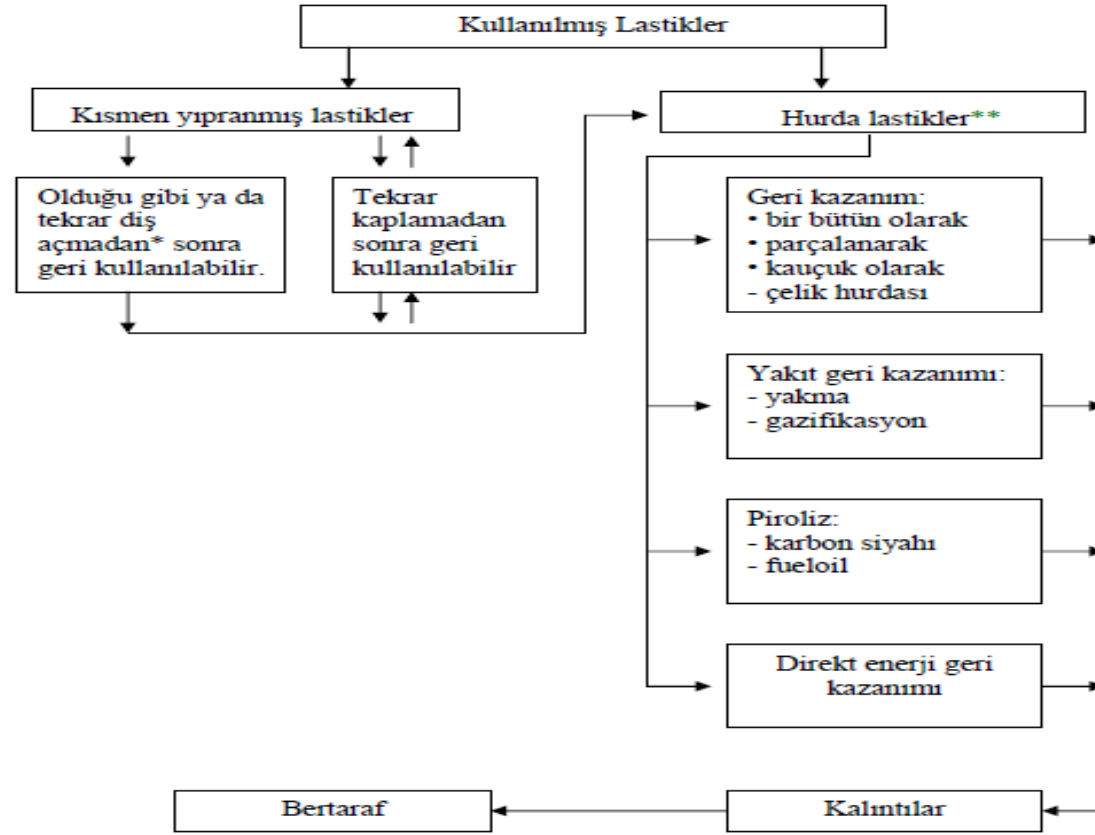 Kullanılmış Lastikler
Kısmen yıpranmış lastikler
Hurda lastikler**
Olduğu gibi ya da
tekrar diş
açmadan* sonra
geri kullanılabilir.
Tekrar
kaplamadan
sonra geri
kullanılabilir
Geri kazanım:
• bir bütün olarak
• parçalanarak
• kauçuk olarak
- çelik hurdası
Yakıt geri kazanımı:
- yakma
- gazifikasyon
Piroliz:
- karbon siyahı
- fueloil
Direkt enerji geri
kazanımı
Bertaraf
Kalıntılar